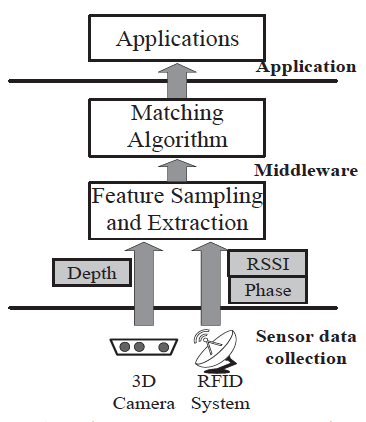 Applications
Application
Matching
Algorithm
Middleware
Feature Sampling
and Extraction
Depth
RSSI
Phase
Sensor data
collection
3D
Camera
RFID
System